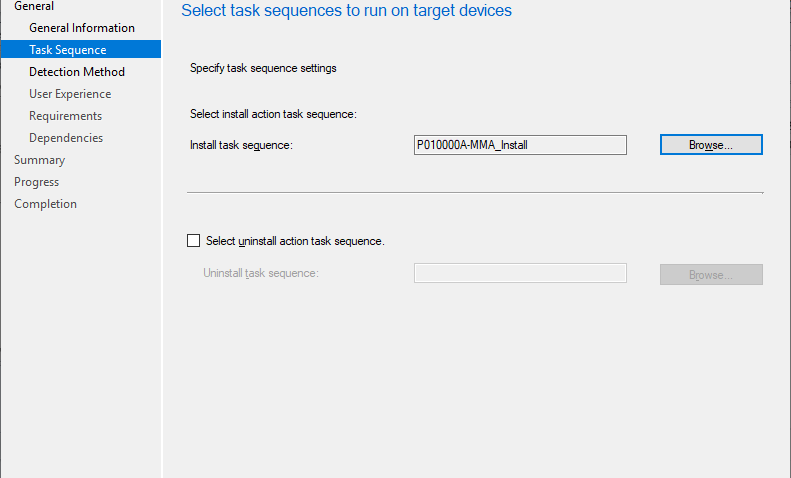 General
General Information
Task Sequence
Detection Method
User Experience
Requirements
Dependencies
Summary
Progress
Completion
Select task sequences to run on target devices
Specify task sequence settings
Select install action task sequence:
Install task sequence:
P010000A-MMA_Install
Browse...
Select uninstall action task sequence.
Uninstall task sequence:
Browse...